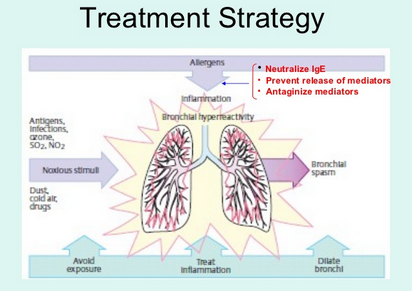 Treatment Strategy
Allergens
• Neutralize IgE
• Prevent release of mediators
• Antaginize mediators
Inflammation
Bronchial hyperreactivity
Antigens,
infections,
ozone,
SO₂, NO₂
Noxious stimuli
Dust,
cold air,
drugs
Bronchial
spasm
Avoid
exposure
Treat
inflammation
Dilate
bronchi